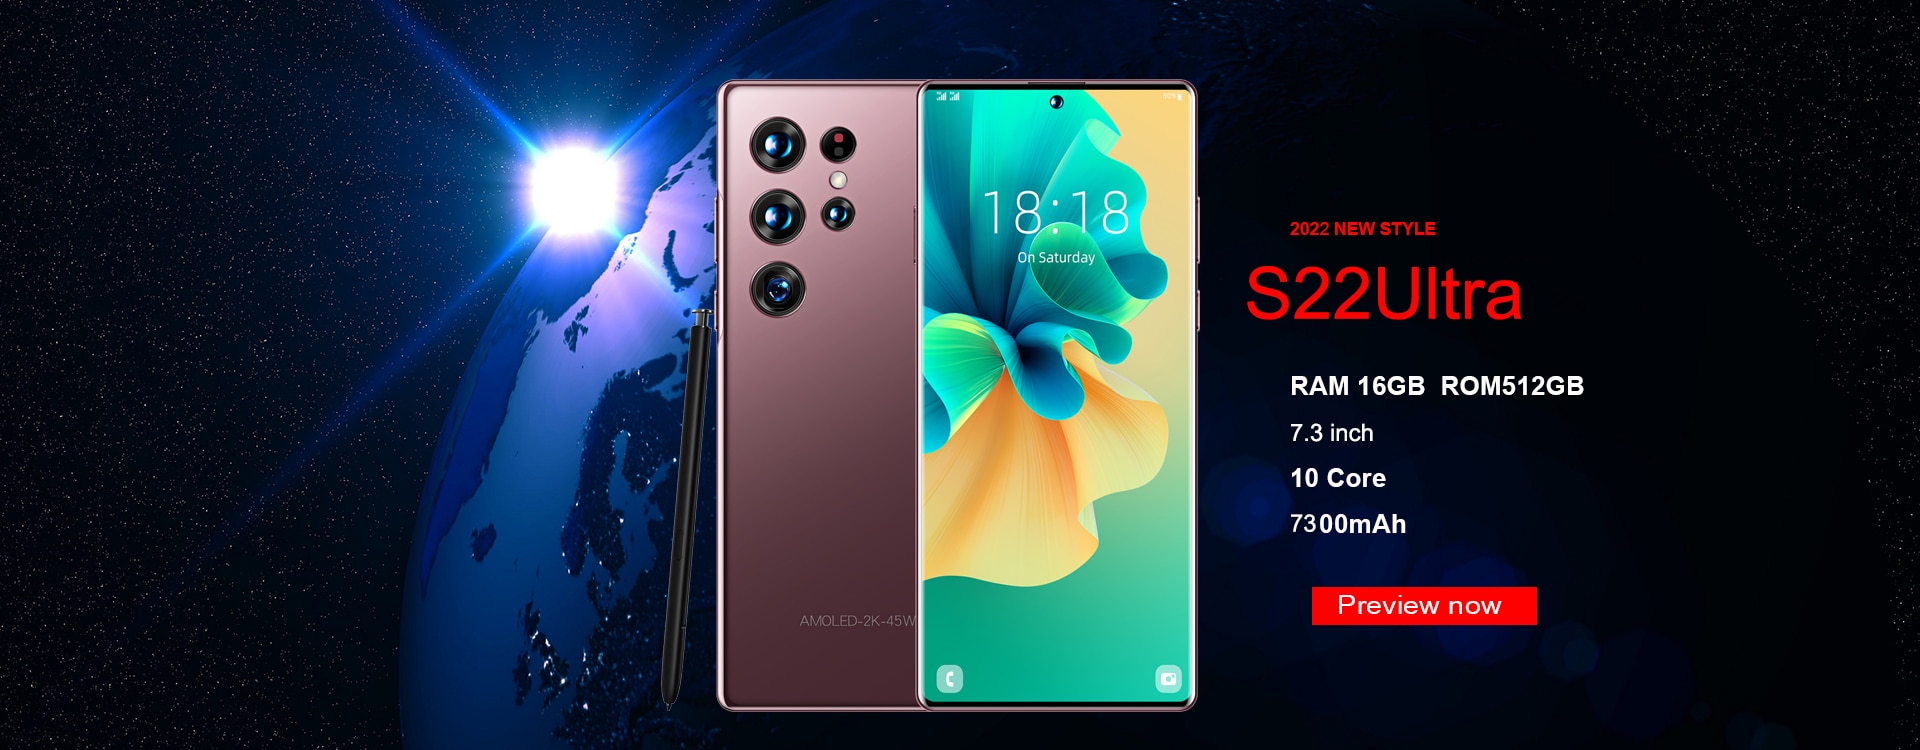 18:18
On Saturday
AMOLED-2K-45W
2022 NEW STYLE
S22Ultra
RAM 16GB  ROM512GB
7.3 inch
10 Core
7300mAh
Preview now